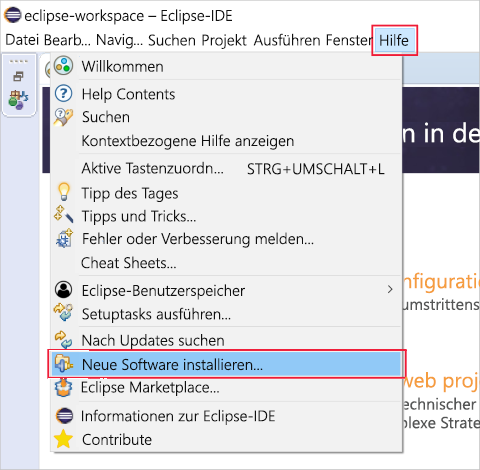 eclipse-workspace – Eclipse-IDE
Datei Bearb... Navig... Suchen Projekt Ausführen Fenster Hilfe
Willkommen
Help Contents
Suchen
Kontextbezogene Hilfe anzeigen
n in de
Aktive Tastenzuordn... STRG+UMSCHALT+L
Tipp des Tages
Tipps und Tricks...
Fehler oder Verbesserung melden...
Cheat Sheets...
Eclipse-Benutzerspeicher
nfiguratio
umstrittens
Setuptasks ausführen...
Nach Updates suchen
Neue Software installieren...
Eclipse Marketplace...
web proj
echnischer
plexe Strate
Informationen zur Eclipse-IDE
Contribute